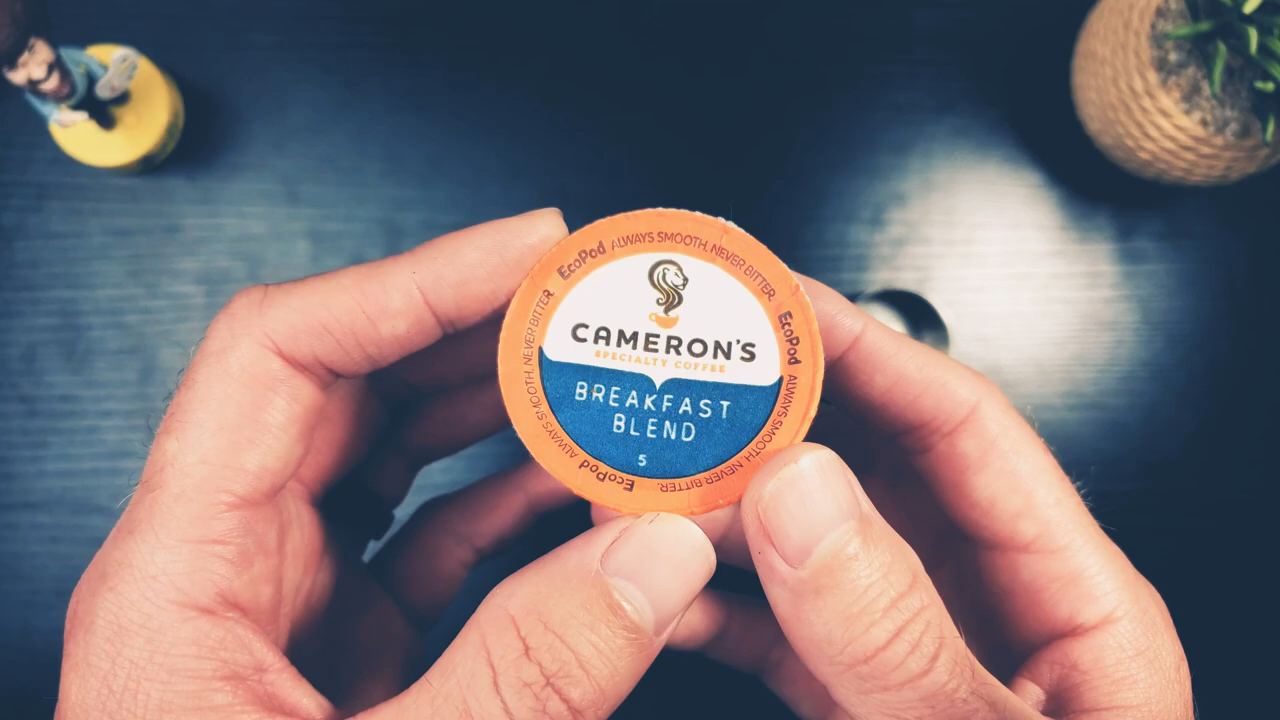 EcoPod ALWAYS SMOOTH. NEVER BITTER.
EcoPod ALWAYS SMOOTH. NEVER BITTER.
EcoPod ALWAYS SMOOTH. NEVER BITTER
CAMERON'S
SPECIALTY COFFEE
BREAKFAST
BLEND
5